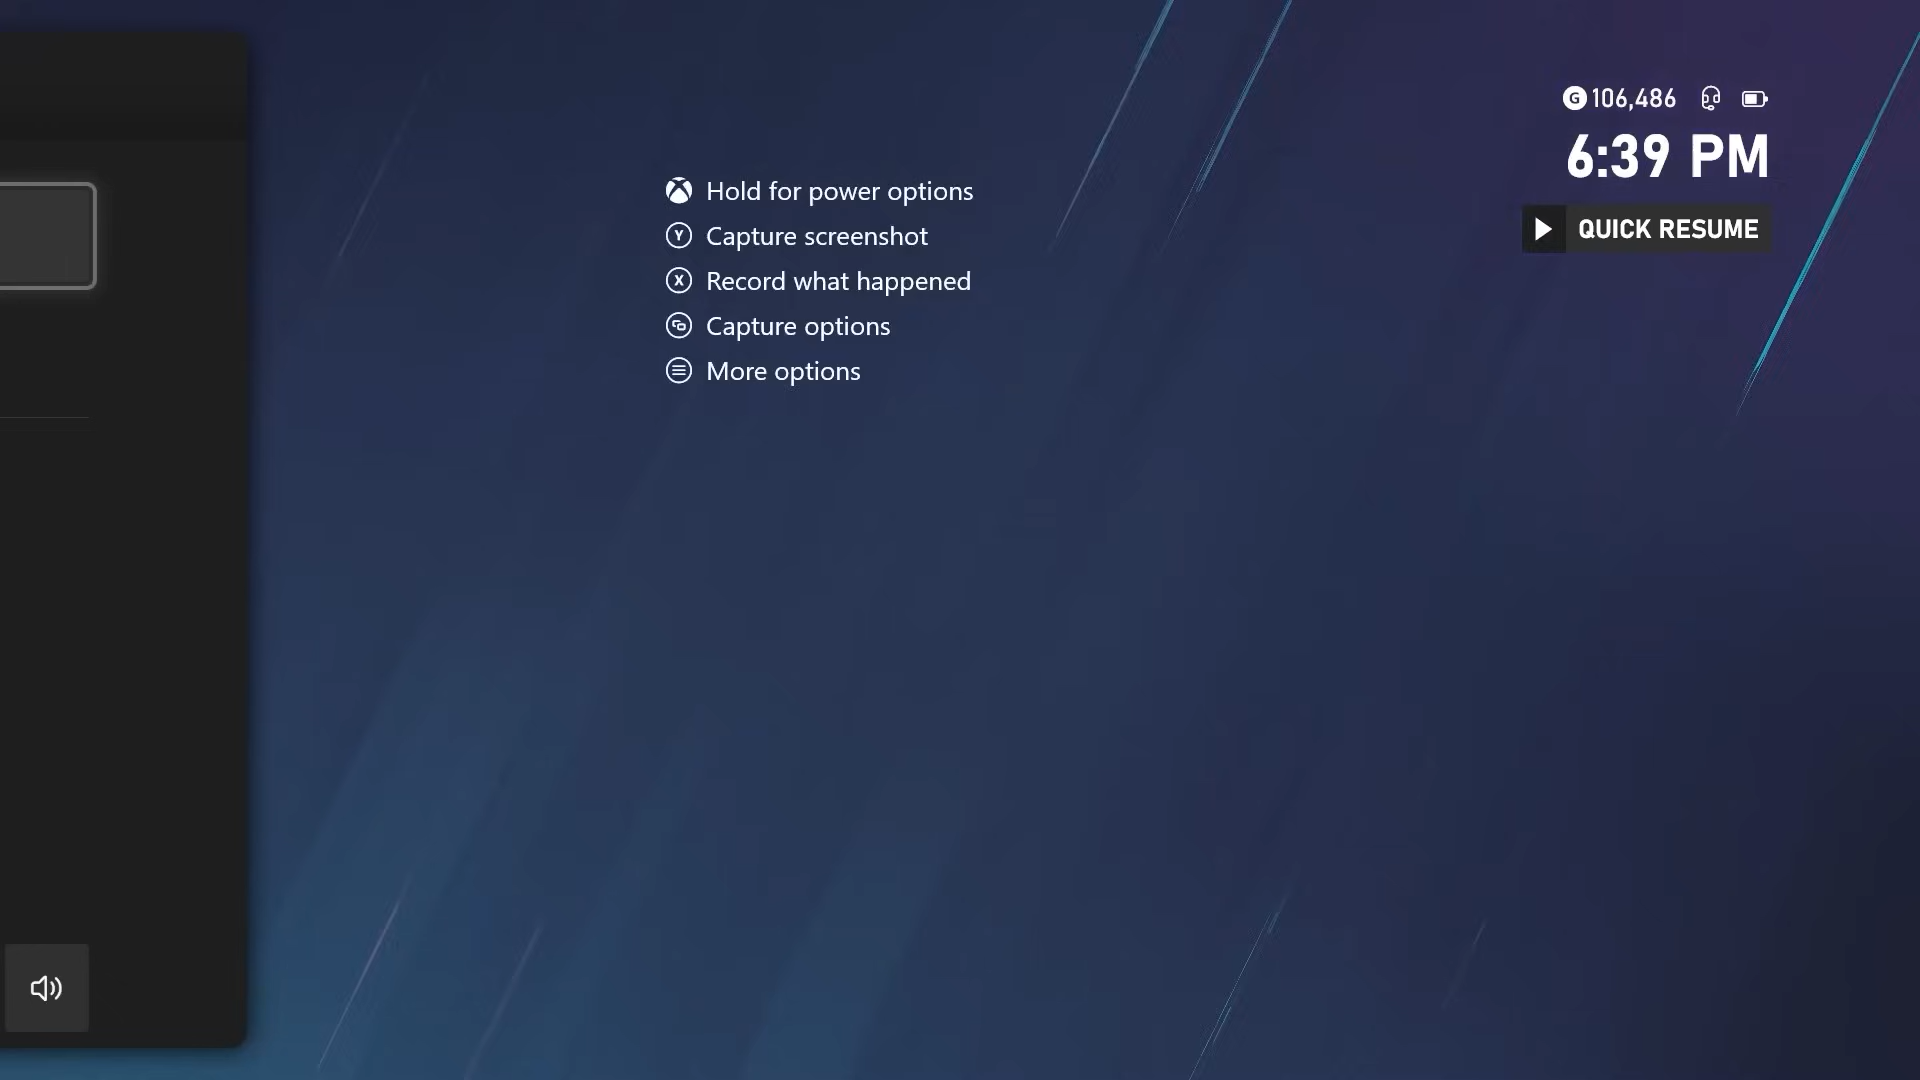 G 106,486
6:39 PM
QUICK RESUME
Hold for power options
Y Capture screenshot
X Record what happened
Capture options
More options